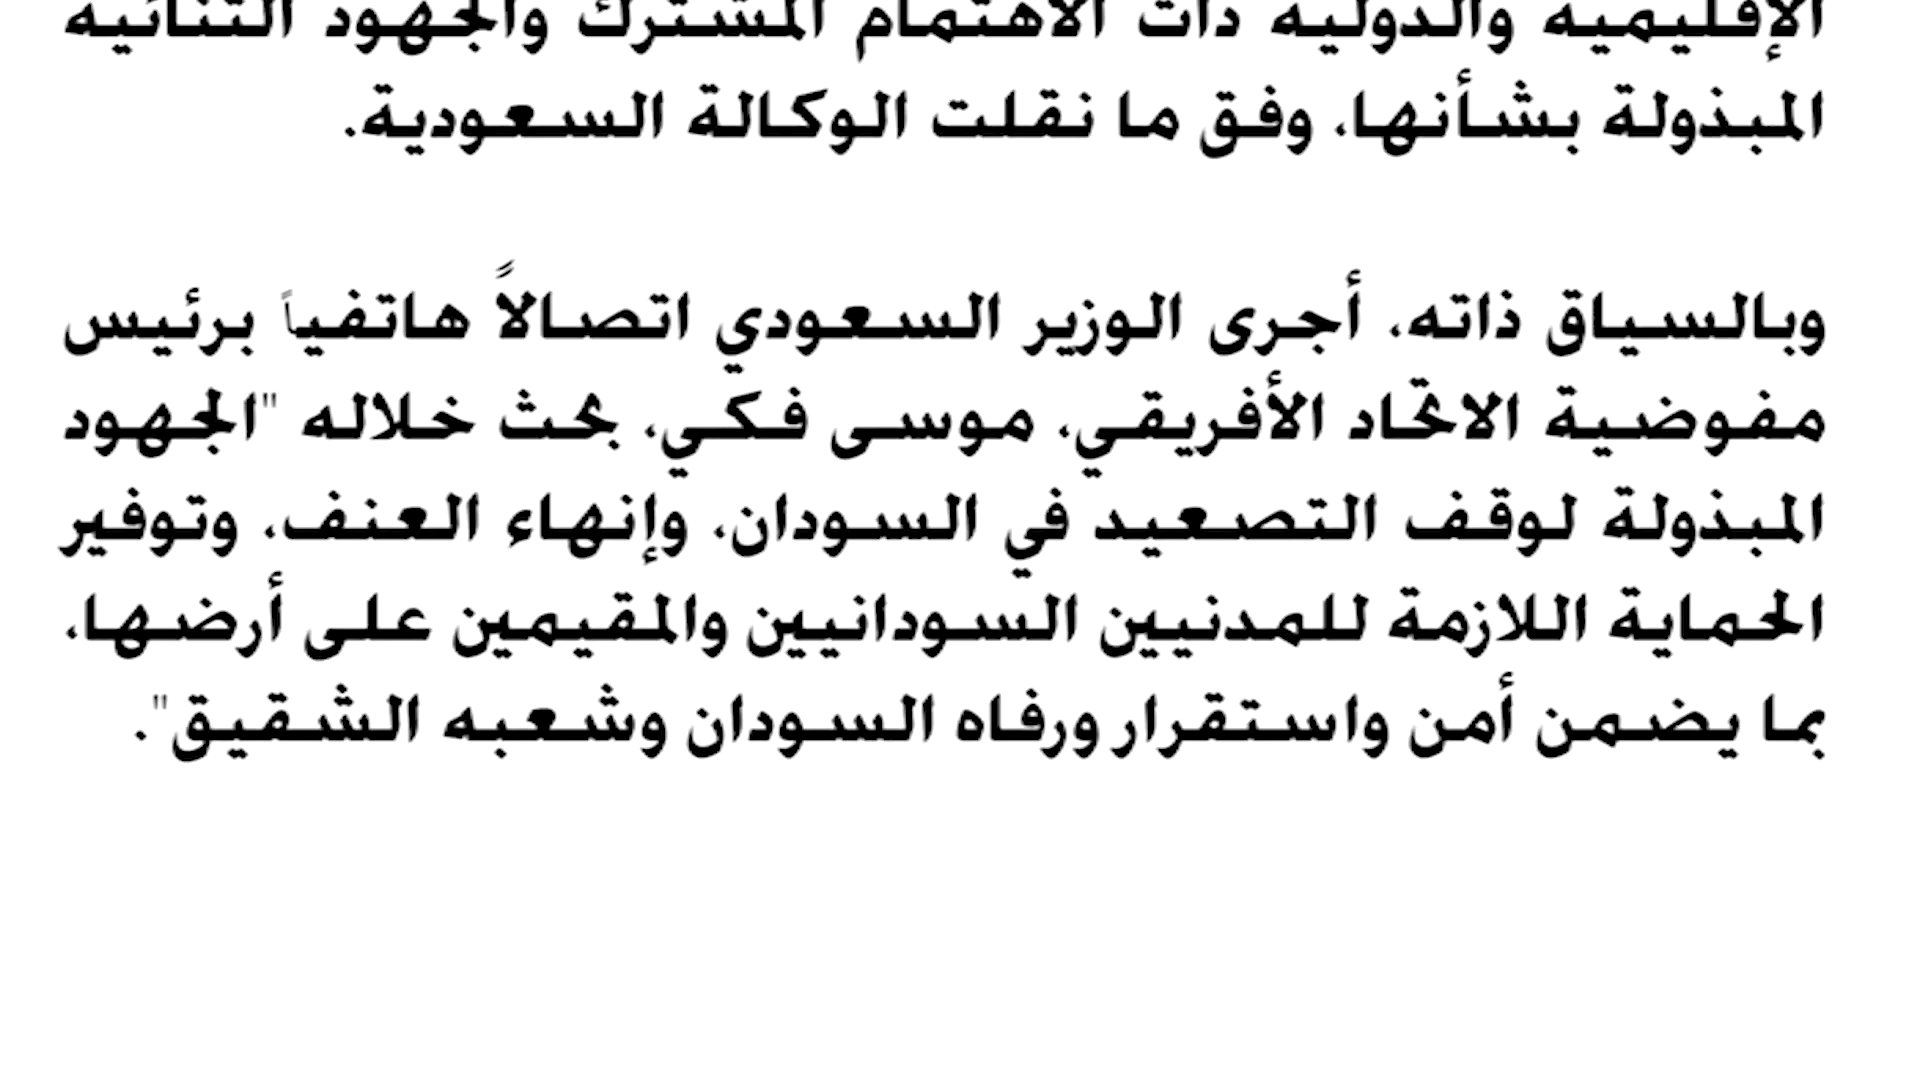 الإقليمية والدولية ذات الاهتمام المشترك والجهود الثنائية
المبذولة بشأنها، وفق ما نقلت الوكالة السعودية.
وبالسياق ذاته، أجرى الوزير السعودي اتصالاً هاتفياً برئيس
مفوضية الاتحاد الأفريقي، موسى فكي، بحث خلاله "الجهود
المبذولة لوقف التصعيد في السودان، وإنهاء العنف، وتوفير
الحماية اللازمة للمدنيين السودانيين والمقيمين على أرضها،
بما يضمن أمن واستقرار ورفاه السودان وشعبه الشقيق".